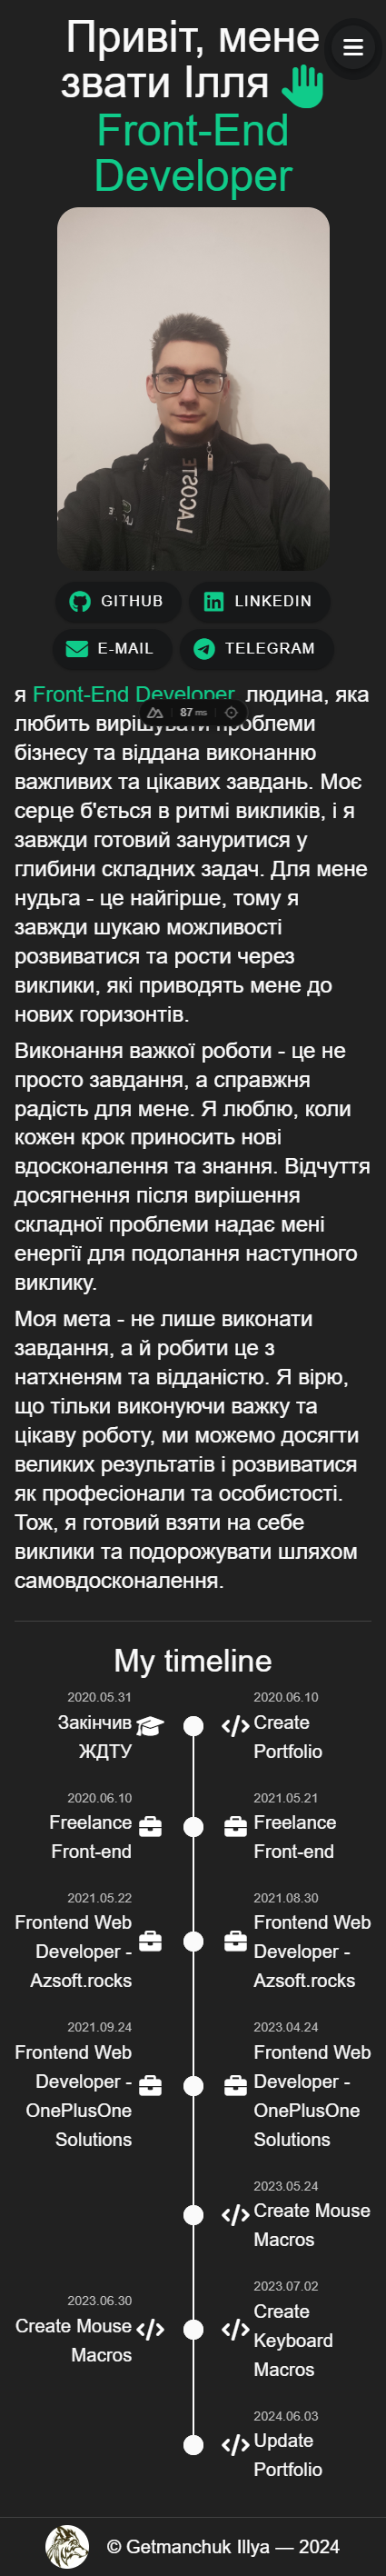 Привіт, мене
звати Ілля
Front-End
Developer
LACOSTE
GITHUB
LINKEDIN
E-MAIL
TELEGRAM
я Front-End Developer, людина, яка
любить вирішувати проблеми
87 ms
бізнесу та віддана виконанню
важливих та цікавих завдань. Моє
серце б'ється в ритмі викликів, і я
завжди готовий зануритися у
глибини складних задач. Для мене
нудьга - це найгірше, тому я
завжди шукаю можливості
розвиватися та рости через
виклики, які приводять мене до
нових горизонтів.
Виконання важкої роботи - це не
просто завдання, а справжня
радість для мене. Я люблю, коли
кожен крок приносить нові
вдосконалення та знання. Відчуття
досягнення після вирішення
складної проблеми надає мені
енергії для подолання наступного
виклику.
Моя мета - не лише виконати
завдання, а й робити це з
натхненям та відданістю. Я вірю,
що тільки виконуючи важку та
цікаву роботу, ми можемо досягти
великих результатів і розвиватися
як професіонали та особистості.
Тож, я готовий взяти на себе
виклики та подорожувати шляхом
самовдосконалення.
My timeline
2020.05.31
Закінчив
ЖДТУ
2020.06.10
Create
Portfolio
2020.06.10
Freelance
Front-end
2021.05.21
Freelance
Front-end
2021.05.22
Frontend Web
Developer -
Azsoft.rocks
2021.08.30
Frontend Web
Developer -
Azsoft.rocks
2021.09.24
Frontend Web
Developer -
OnePlusOne
Solutions
2023.04.24
Frontend Web
Developer -
OnePlusOne
Solutions
2023.05.24
Create Mouse
Macros
2023.06.30
Create Mouse
Macros
2023.07.02
Create
Keyboard
Macros
2024.06.03
Update
Portfolio
© Getmanchuk Illya — 2024